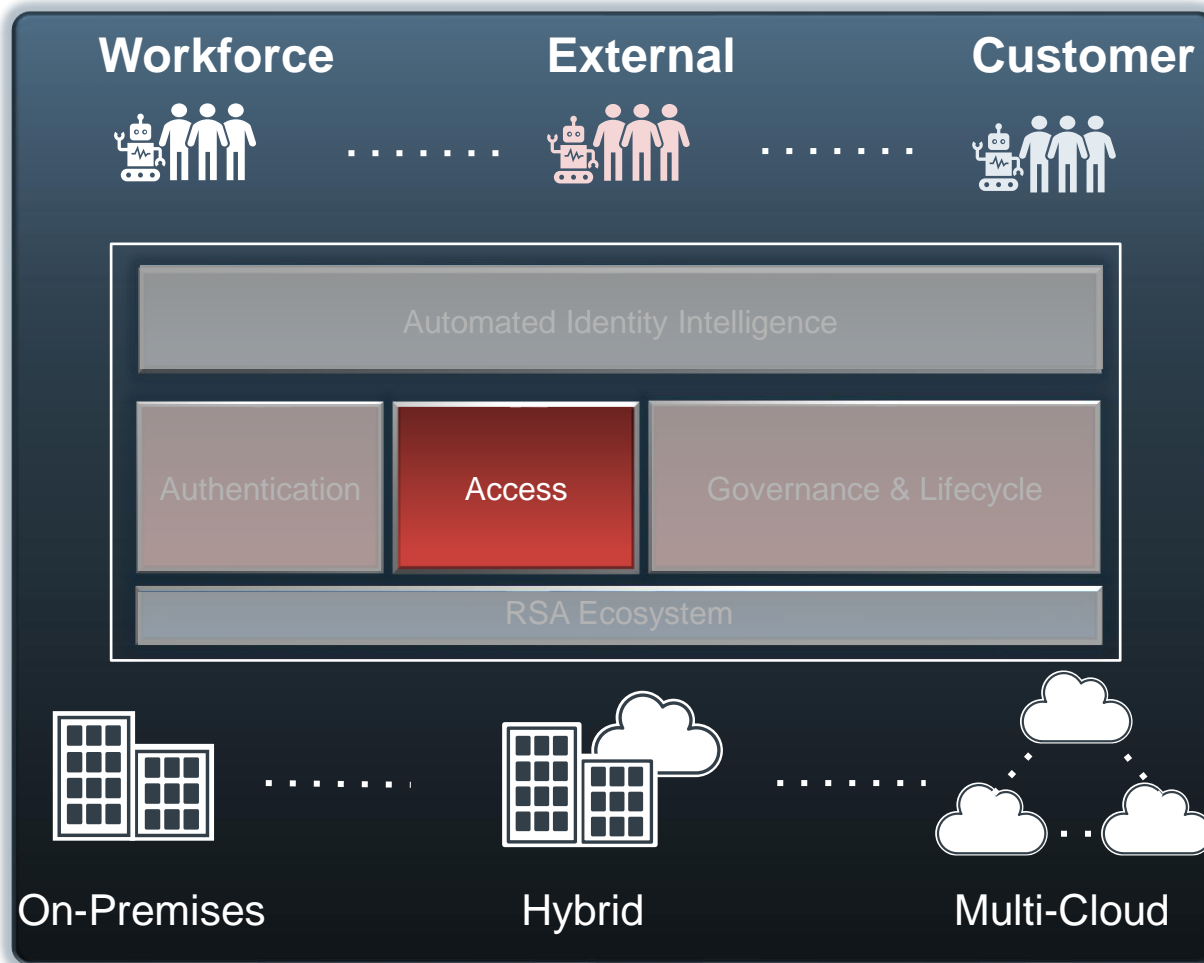 Workforce
External
Customer
Automated Identity Intelligence
Authentication
Access
Governance & Lifecycle
RSA Ecosystem
On-Premises
Hybrid
Multi-Cloud